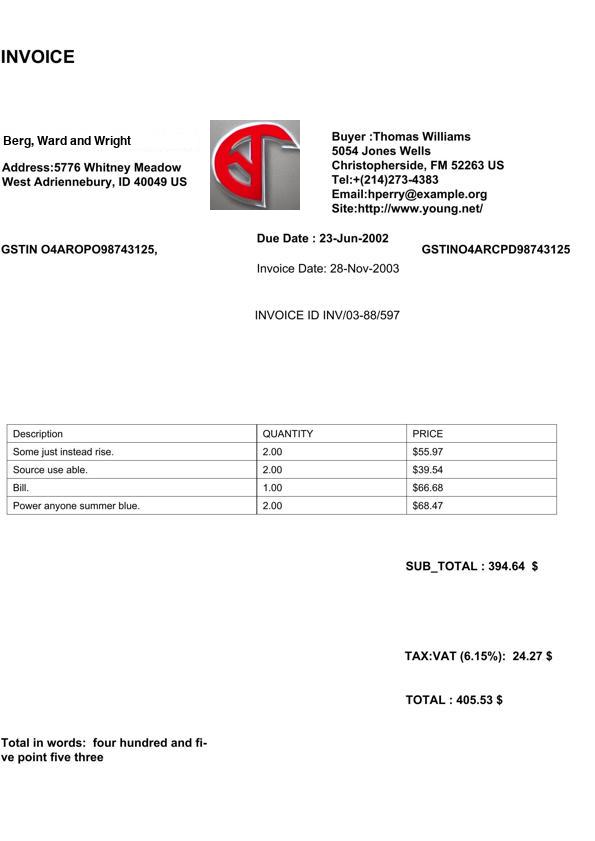 INVOICE
Berg, Ward and Wright
Address:5776 Whitney Meadow
West Adriennebury, ID 40049 US
Buyer :Thomas Williams
5054 Jones Wells
Christopherside, FM 52263 US
Tel:+(214)273-4383
Email:hperry@example.org
Site:http://www.young.net/
GSTIN O4AROPO98743125,
Due Date : 23-Jun-2002
GSTINO4ARCPD98743125
Invoice Date: 28-Nov-2003
INVOICE ID INV/03-88/597
Description QUANTITY PRICE
Some just instead rise. 2.00 $55.97
Source use able. 2.00 $39.54
Bill. 1.00 $66.68
Power anyone summer blue. 2.00 $68.47
SUB_TOTAL : 394.64 $
TAX:VAT (6.15%): 24.27 $
TOTAL : 405.53 $
Total in words: four hundred and fi-
ve point five three